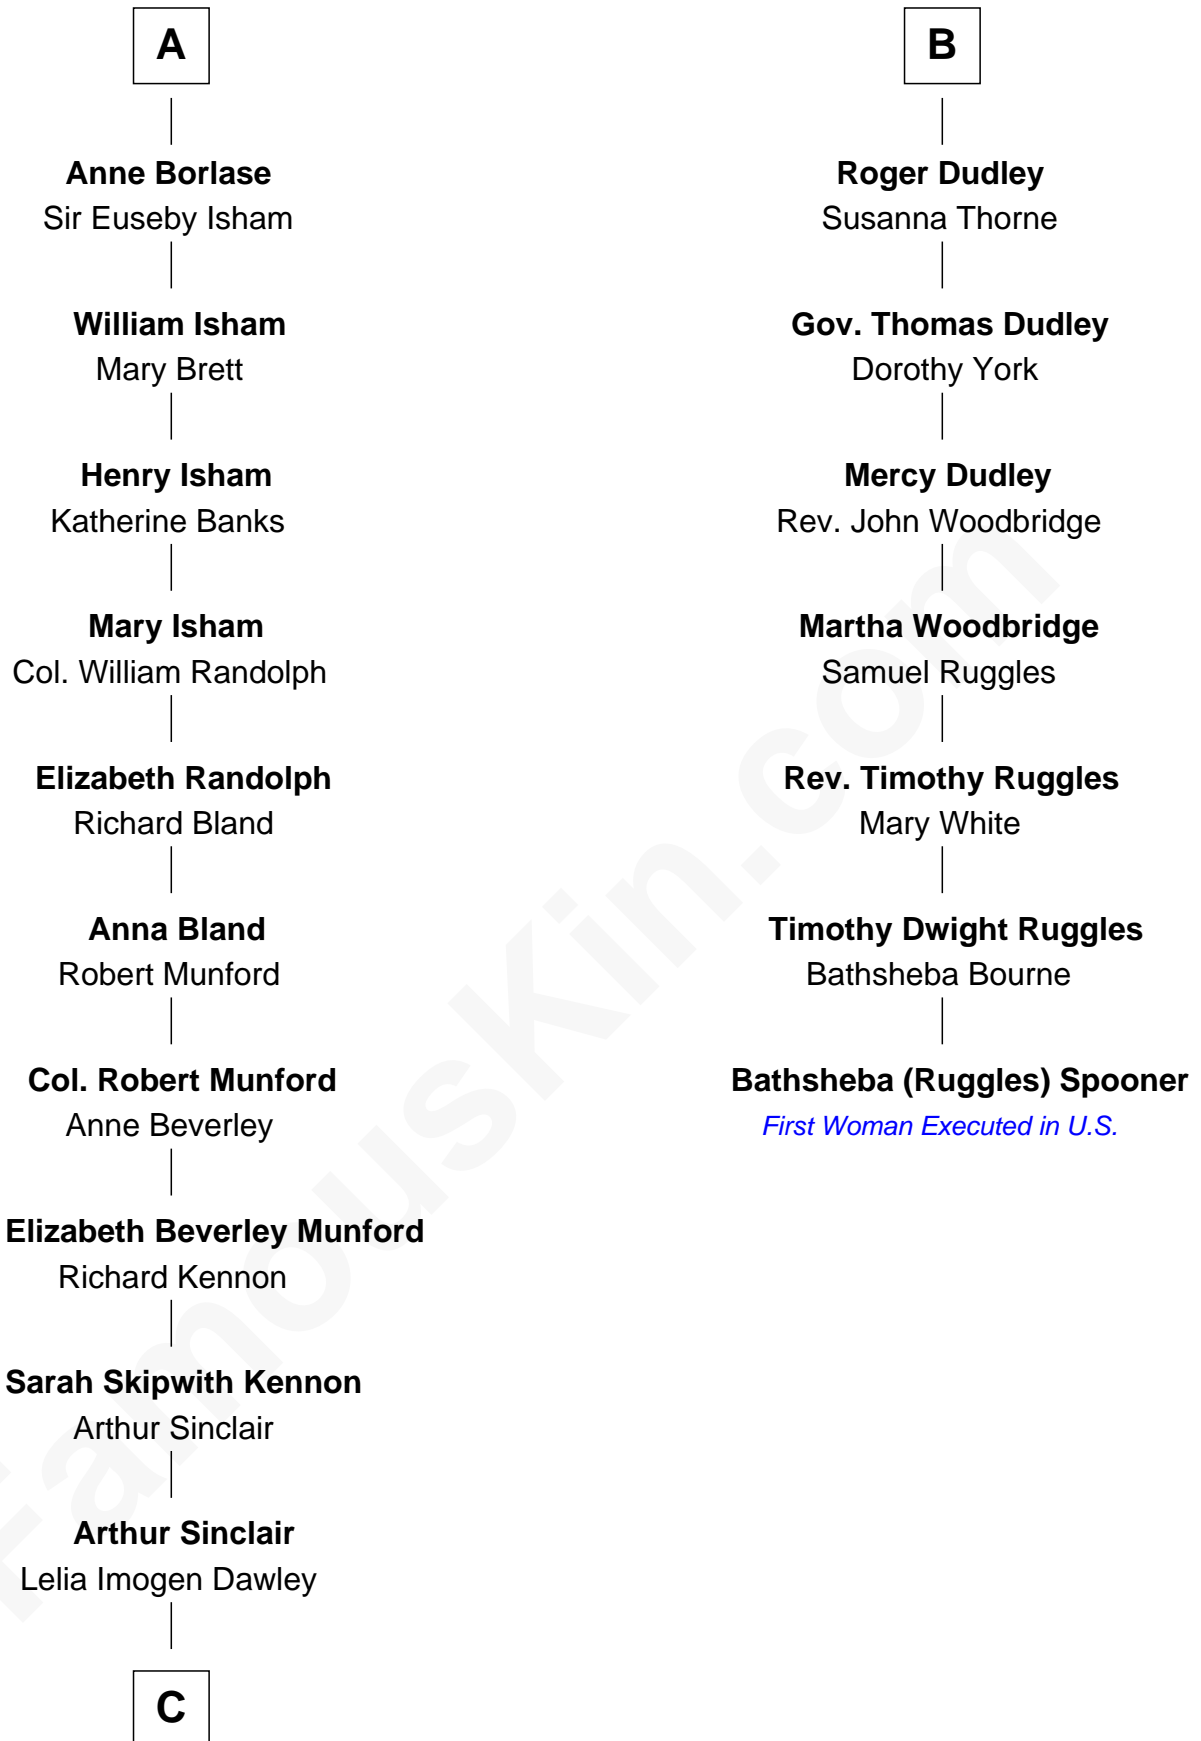 A
Anne Borlase
Sir Euseby Isham
William Isham
Mary Brett
Henry Isham
Katherine Banks
Mary Isham
Col. William Randolph
Elizabeth Randolph
Richard Bland
Anna Bland
Robert Munford
Col. Robert Munford
Anne Beverley
Elizabeth Beverley Munford
Richard Kennon
Sarah Skipwith Kennon
Arthur Sinclair
Arthur Sinclair
Lelia Imogen Dawley
C
B
Roger Dudley
Susanna Thorne
Gov. Thomas Dudley
Dorothy York
Mercy Dudley
Rev. John Woodbridge
Martha Woodbridge
Samuel Ruggles
Rev. Timothy Ruggles
Mary White
Timothy Dwight Ruggles
Bathsheba Bourne
Bathsheba (Ruggles) Spooner
First Woman Executed in U.S.
FamousKin.com